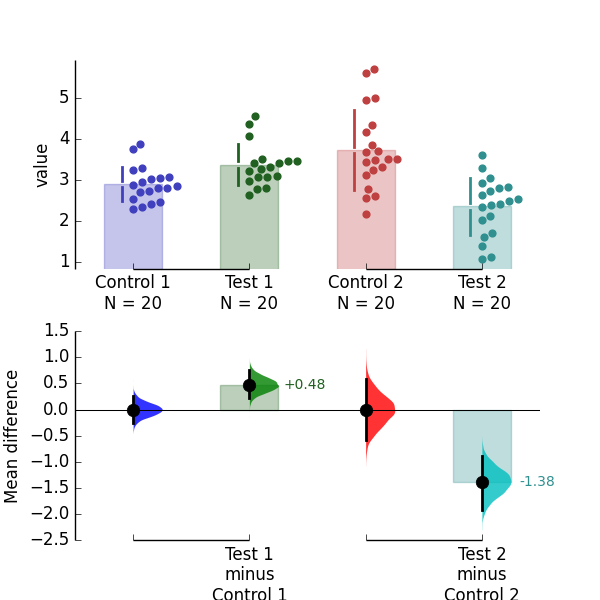 value
5
4
3
2
1
Control 1
N = 20
Test 1
N = 20
Control 2
N = 20
Test 2
N = 20
Mean difference
1.5
1.0
0.5
0.0
−0.5
−1.0
−1.5
−2.0
−2.5
+0.48
-1.38
Test 1
minus
Control 1
Test 2
minus
Control 2